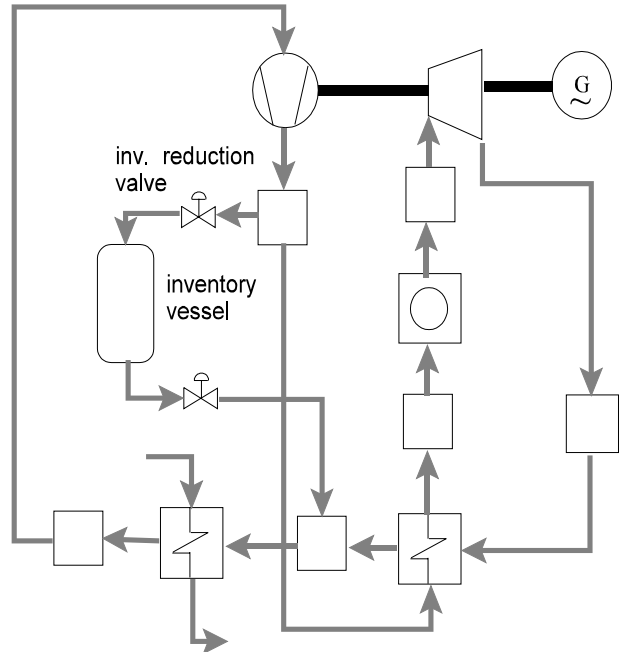 G
~
inv. reduction
valve
inventory
vessel